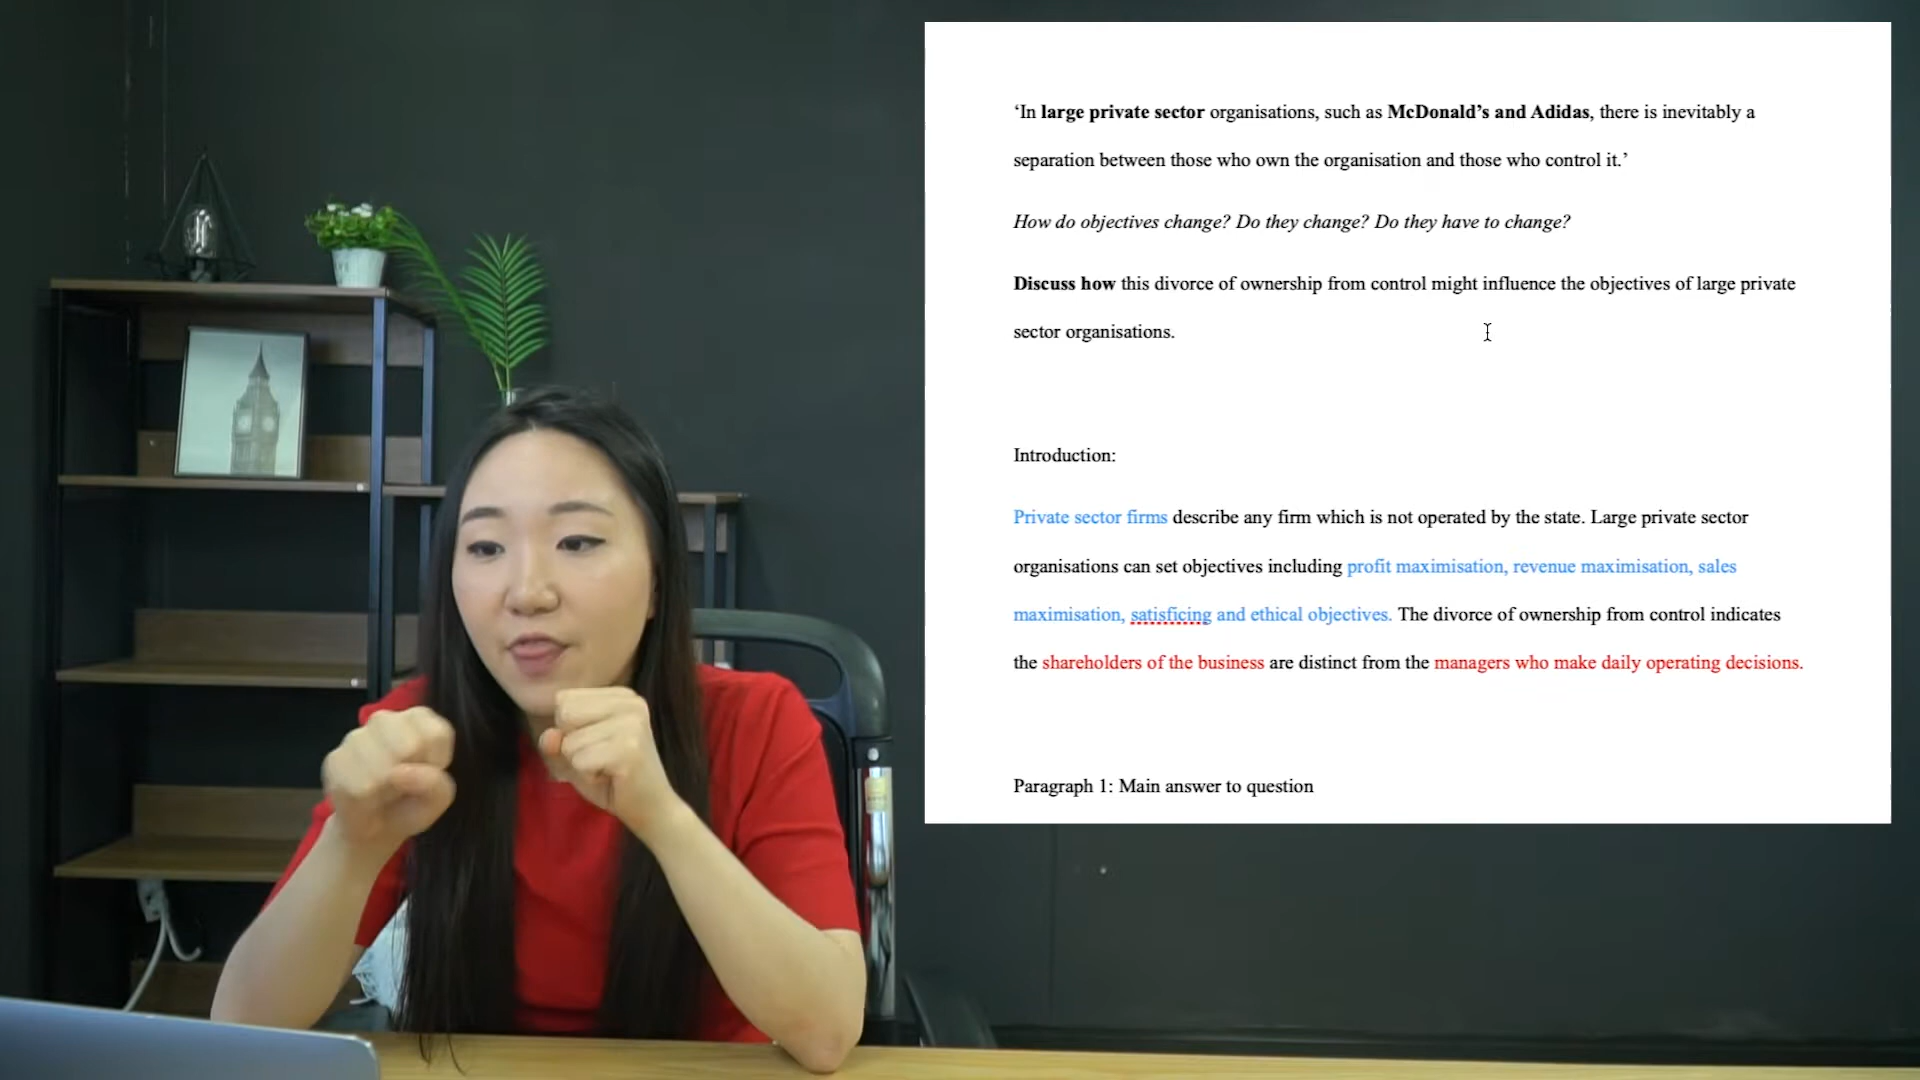 ‘In large private sector organisations, such as McDonald’s and Adidas, there is inevitably a
separation between those who own the organisation and those who control it.’
How do objectives change? Do they change? Do they have to change?
Discuss how this divorce of ownership from control might influence the objectives of large private
sector organisations.
Introduction:
Private sector firms describe any firm which is not operated by the state. Large private sector
organisations can set objectives including profit maximisation, revenue maximisation, sales
maximisation, satisficing and ethical objectives. The divorce of ownership from control indicates
the shareholders of the business are distinct from the managers who make daily operating decisions.
Paragraph 1: Main answer to question